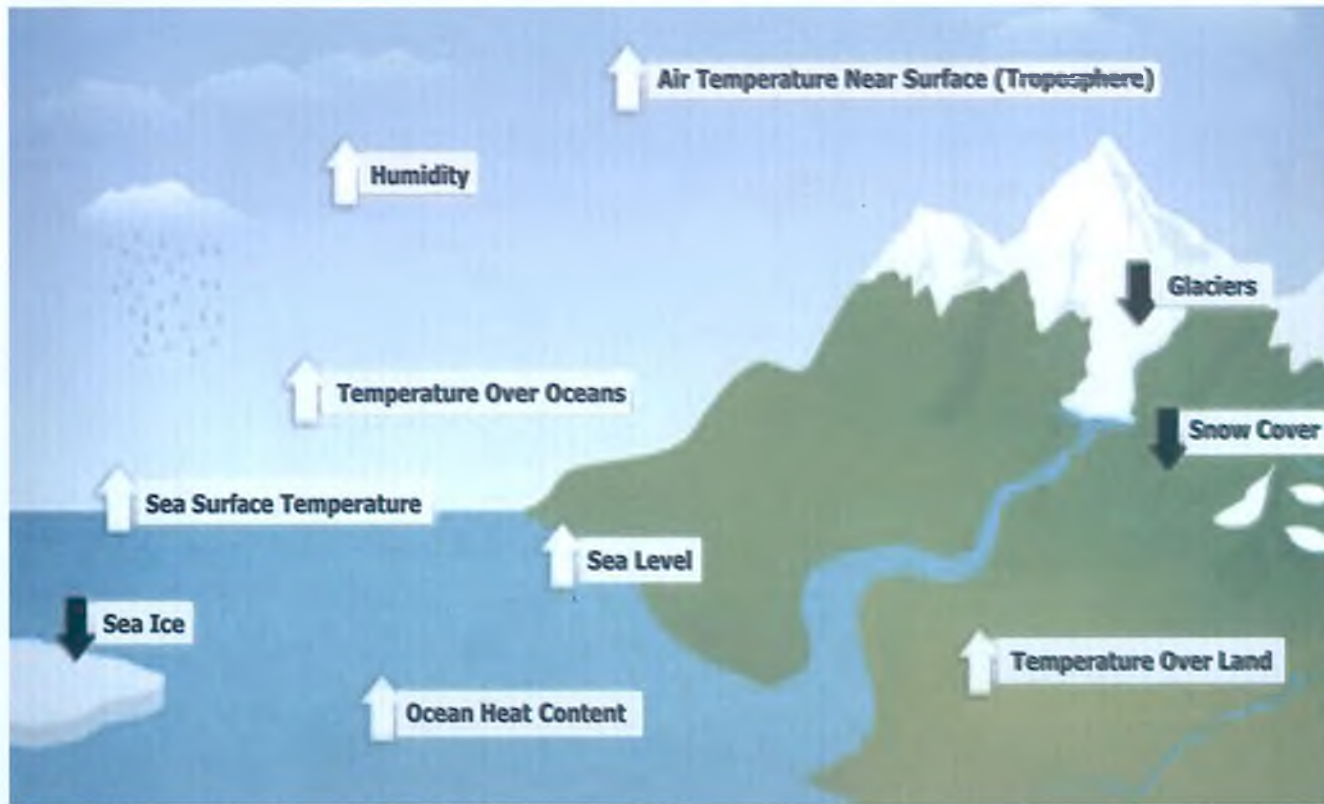 Air Temperature Near Surface (Troposphere)
Humidity
Glaciers
Temperature Over Oceans
Snow Cover
Sea Surface Temperature
Sea Level
Sea Ice
Temperature Over Land
Ocean Heat Content